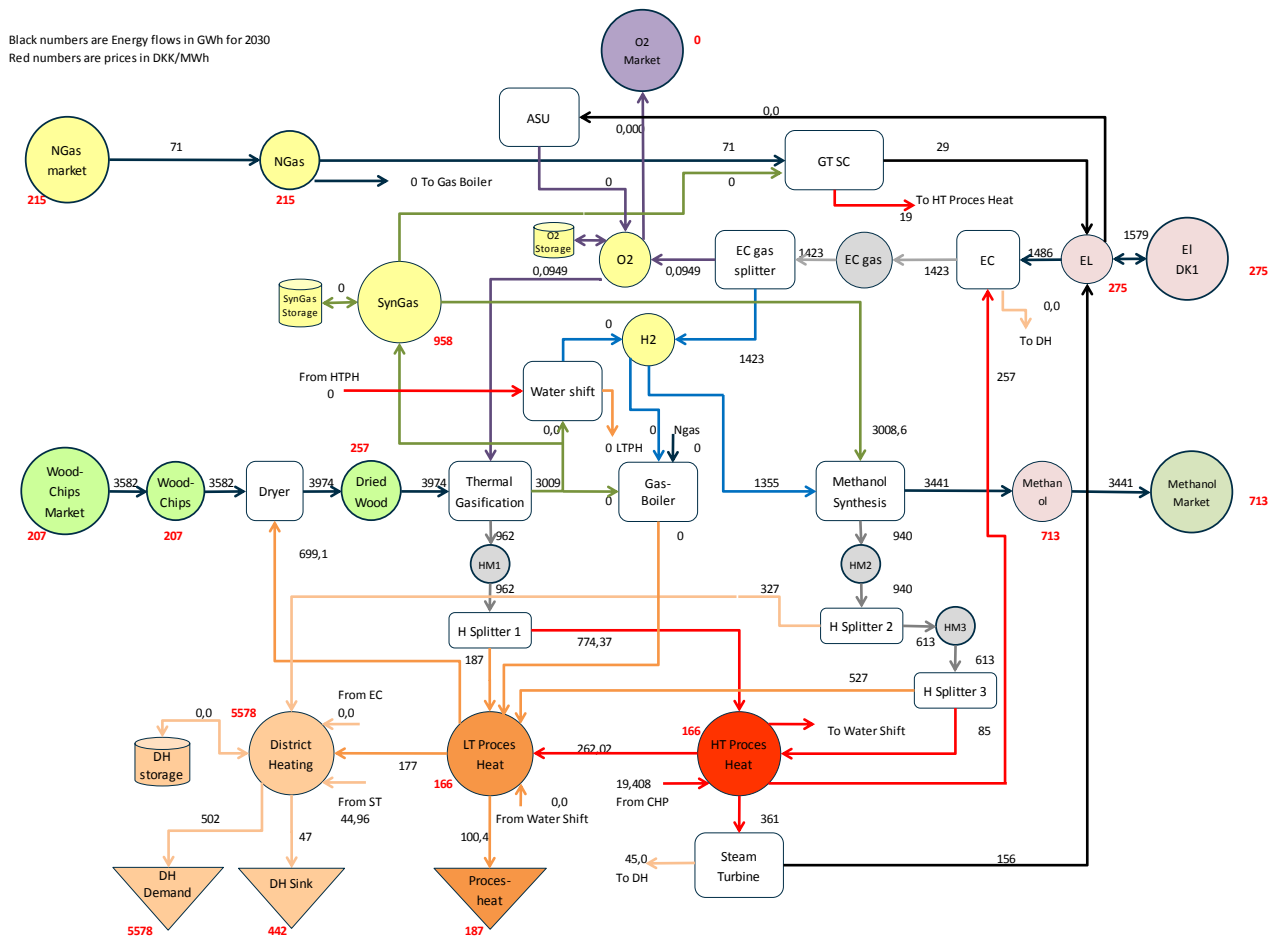 Black numbers are Energy flows in GWh for 2030
Red numbers are prices in DKK/MWh
O2
Market
0
ASU
0,0
0,000
NGas
market
215
71
NGas
215
71
GT SC
29
0 To Gas Boiler
0
0
To HT Proces Heat
19
O2
Storage
O2
0,0949
0,0949
EC gas
splitter
1423
EC gas
1423
EC
1486
EL
275
1579
El
DK1
275
SynGas
Storage
0
SynGas
958
0,0
To DH
0
H2
1423
From HTPH
0
Water shift
257
0,0
0 LTPH
0
Ngas
0
3008,6
Wood-
Chips
Market
207
3582
Wood-
Chips
207
3582
Dryer
3974
257
Dried
Wood
3974
Thermal
Gasification
3009
0
Gas-
Boiler
1355
Methanol
Synthesis
3441
Methan
ol
713
3441
Methanol
Market
713
699,1
962
0
940
HM1
HM2
962
940
327
H Splitter 1
774,37
H Splitter 2
613
HM3
613
187
527
H Splitter 3
85
From EC
0,0
0,0
5578
District
Heating
DH
storage
177
LT Proces
Heat
166
262,02
166
HT Proces
Heat
To Water Shift
19,408
From CHP
From ST
44,96
0,0
From Water Shift
502
47
100,4
361
Steam
Turbine
45,0
To DH
156
DH
Demand
5578
DH Sink
442
Proces-
heat
187